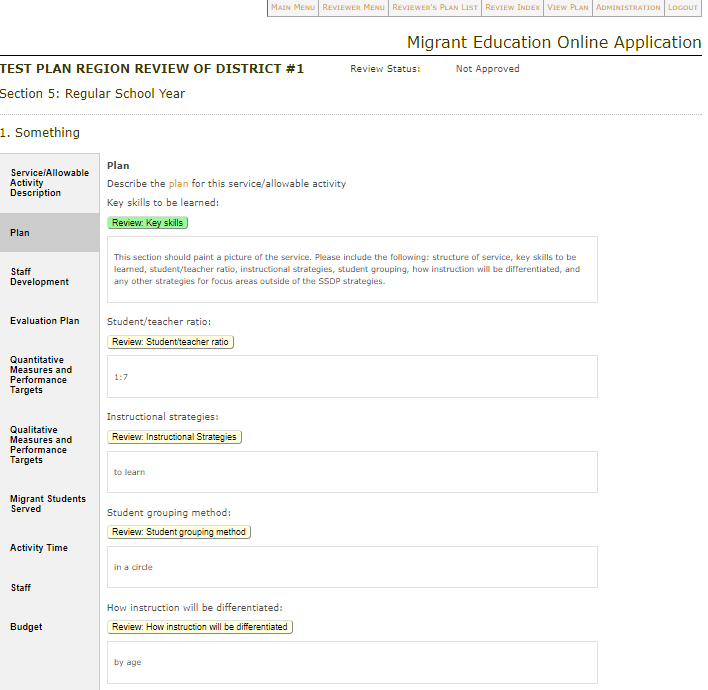 Main Menu Reviewer Menu Reviewer's Plan List Review Index View Plan Administration Logout
Migrant Education Online Application
TEST PLAN REGION REVIEW OF DISTRICT #1 Review Status: Not Approved
Section 5: Regular School Year
1. Something
Service/Allowable
Activity
Description
Plan
Staff
Development
Evaluation Plan
Quantitative
Measures and
Performance
Targets
Qualitative
Measures and
Performance
Targets
Migrant Students
Served
Activity Time
Staff
Budget
Plan
Describe the plan for this service/allowable activity
Key skills to be learned:
Review: Key skills
This section should paint a picture of the service. Please include the following: structure of service, key skills to be
learned, student/teacher ratio, instructional strategies, student grouping, how instruction will be differentiated, and
any other strategies for focus areas outside of the SSDP strategies.
Student/teacher ratio:
Review: Student/teacher ratio
1:7
Instructional strategies:
Review: Instructional Strategies
to learn
Student grouping method:
Review: Student grouping method
in a circle
How instruction will be differentiated:
Review: How instruction will be differentiated
by age